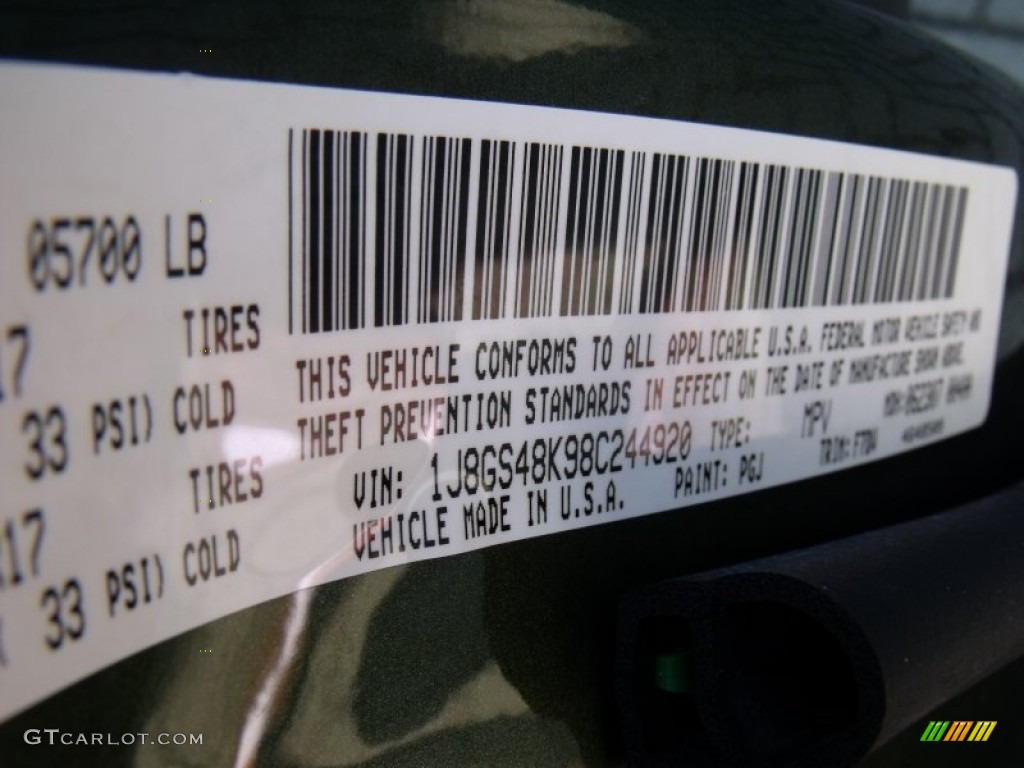 05700 LB
17 TIRES
33 PSI) COLD
TIRES
17
33 PSI) COLD
THIS VEHICLE CONFORMS TO ALL APPLICABLE U.S.A. FEDERAL MOTOR VEHICLE SAFETY AND
THEFT PREVENTION STANDARDS IN EFFECT ON THE DATE OF MANUFACTURE SHOWN ABOVE.
VIN: 1J8GS48K98C244920 TYPE: MPV
VEHICLE MADE IN U.S.A. PAINT: PGJ TRIM:
GTCARLOT.COM